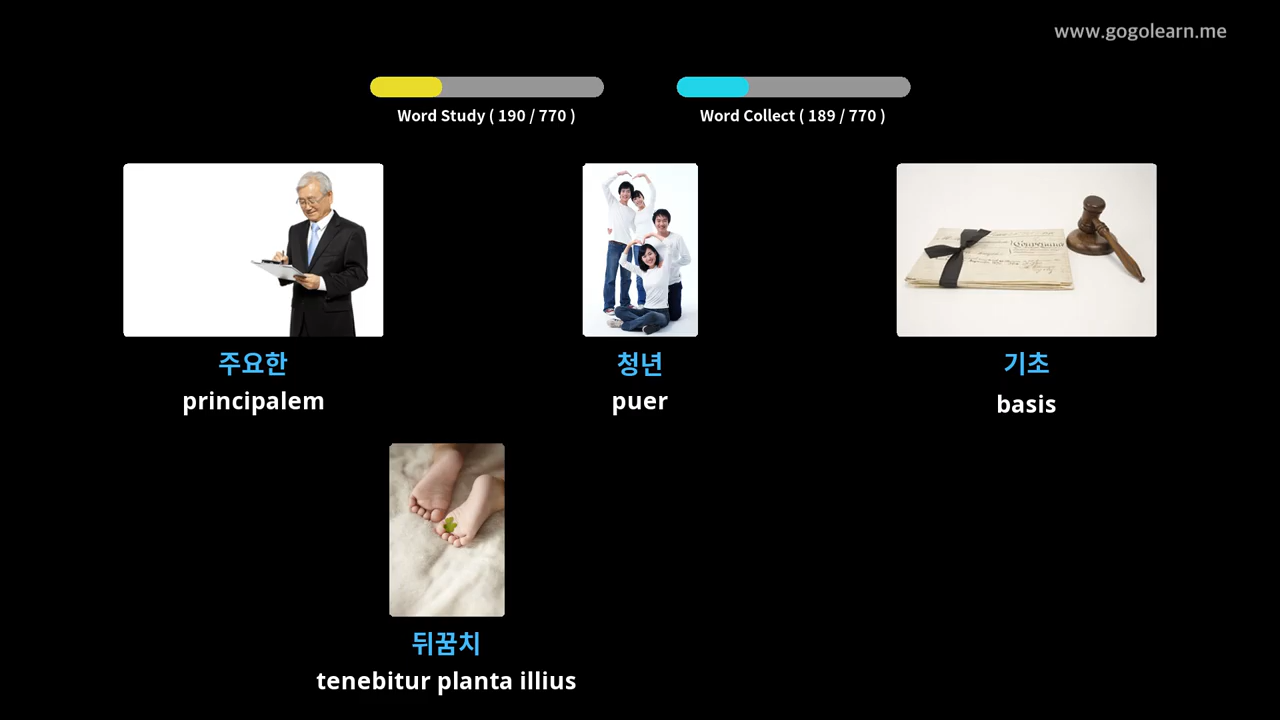 www.gogolearn.me
Word Study ( 190 / 770 )
Word Collect ( 189 / 770 )
주요한
principalem
청년
puer
기초
basis
뒤꿈치
tenebitur planta illius